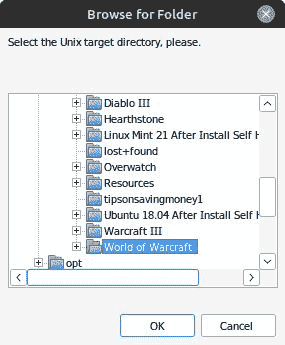 Browse for Folder
Select the Unix target directory, please.
Diablo III
Hearthstone
Linux Mint 21 After Install Self H
lost+found
Overwatch
Resources
tipsonsavingmoney1
Ubuntu 18.04 After Install Self H
Warcraft III
World of Warcraft
opt
OK
Cancel